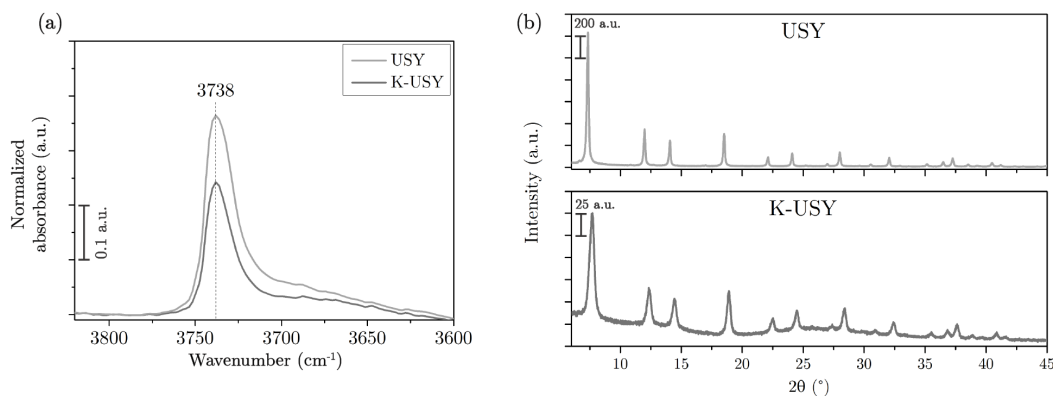 (a)
USY
K-USY
3738
Normalized
absorbance (a.u.)
0.1 a.u.
3800 3750 3700 3650 3600
Wavenumber (cm-1)
(b)
200 a.u.
USY
25 a.u.
K-USY
Intensity (a.u.)
10 15 20 25 30 35 40 45
2θ (°)